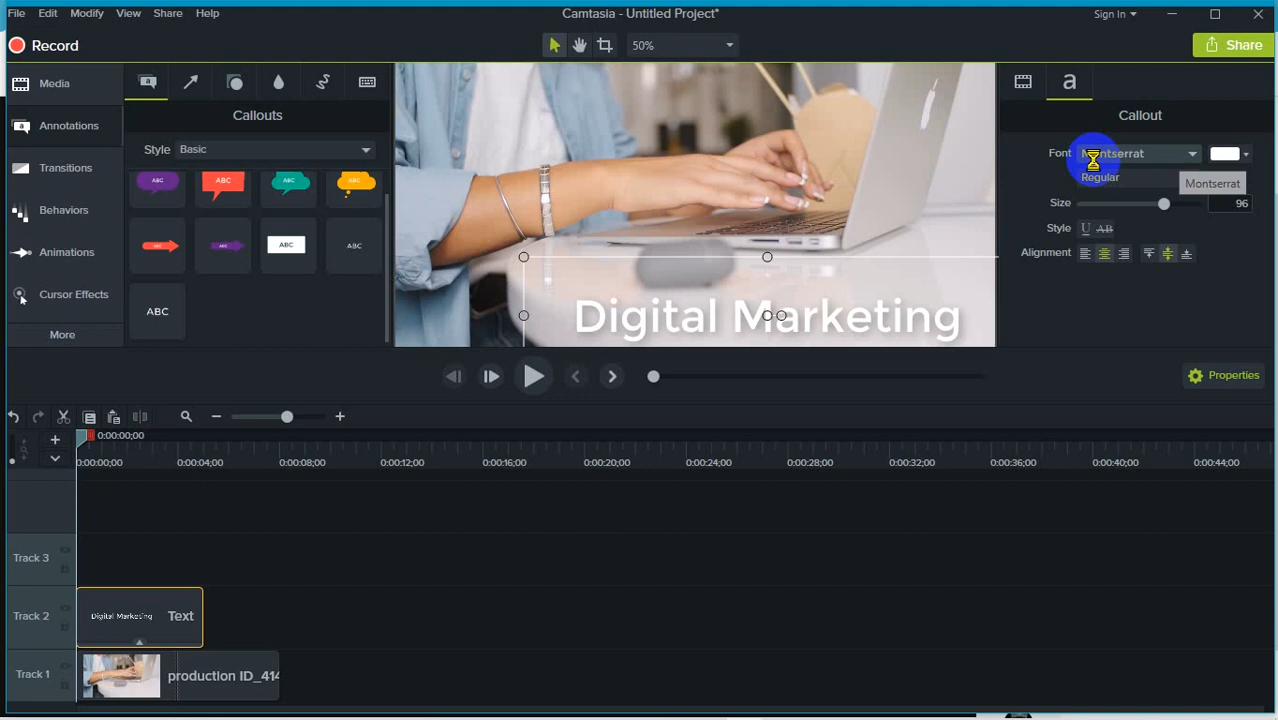 File Edit Modify View Share Help
Camtasia - Untitled Project*
Sign In
Record
50%
Share
Media
Annotations
Transitions
Behaviors
Animations
Cursor Effects
More
Callouts
Style Basic
ABC ABC ABC ABC
ABC ABC ABC ABC
ABC
Digital Marketing
a
Callout
Font Montserrat
Regular
Montserrat
Size 96
Style U AB
Alignment
Properties
0:00:00;00
0:00:00;00 0:00:04;00 0:00:08;00 0:00:12;00 0:00:16;00 0:00:20;00 0:00:24;00 0:00:28;00 0:00:32;00 0:00:36;00 0:00:40;00 0:00:44;00
Track 3
Track 2
Digital Marketing Text
Track 1
production ID_414